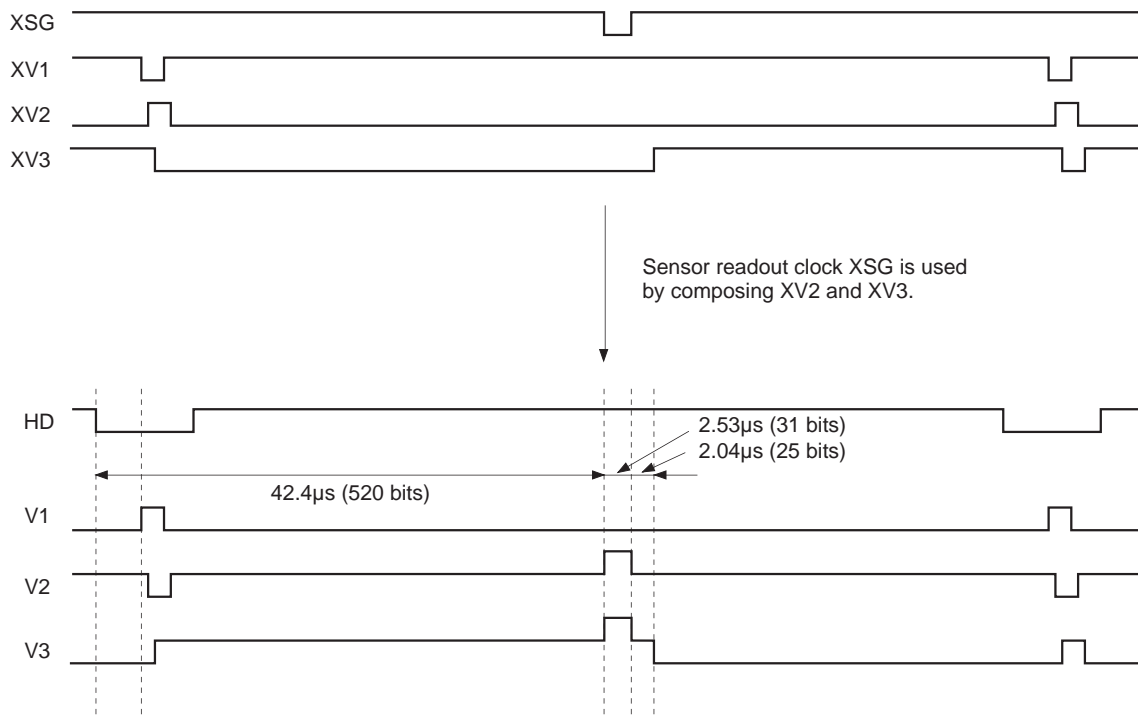 XSG
XV1
XV2
XV3
Sensor readout clock XSG is used
by composing XV2 and XV3.
HD
2.53µs (31 bits)
2.04µs (25 bits)
42.4µs (520 bits)
V1
V2
V3